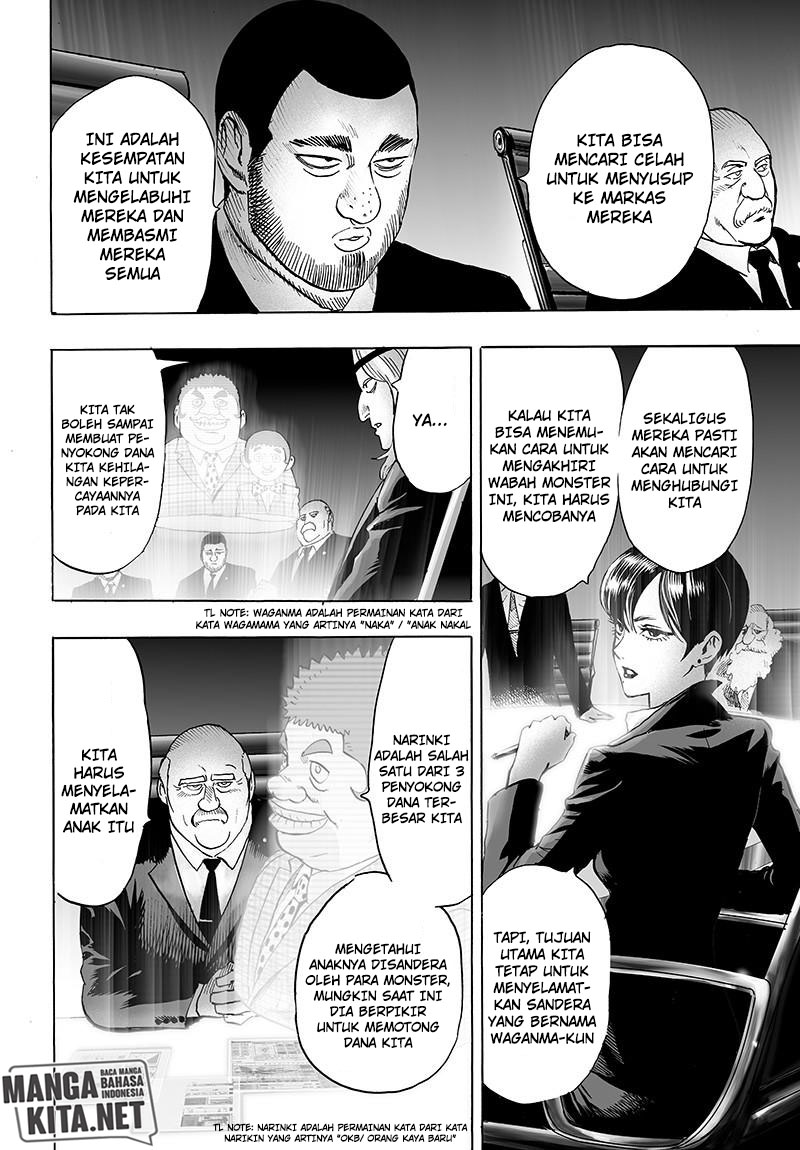 KITA BISA
MENCARI CELAH
UNTUK MENYUSUP
KE MARKAS
MEREKA
INI ADALAH
KESEMPATAN
KITA UNTUK
MENGELABUHI
MEREKA DAN
MEMBASMI
MEREKA
SEMUA
SEKALIGUS
MEREKA PASTI
AKAN MENCARI
CARA UNTUK
MENGHUBUNGI
KITA
KALAU KITA
BISA MENEMU-
KAN CARA UNTUK
MENGAKHIRI
WABAH MONSTER
INI, KITA HARUS
MENCOBANYA
TAPI, TUJUAN
UTAMA KITA
TETAP UNTUK
MENYELAMAT-
KAN SANDERA
YANG BERNAMA
WAGANMA-KUN
YA...
KITA TAK
BOLEH SAMPAI
MEMBUAT PE-
NYOKONG DANA
KITA KEHILA-
NGAN KEPER-
CAYAANNYA
PADA KITA
TL NOTE: WAGANMA ADALAH PERMAINAN KATA DARI
KATA WAGAMAMA YANG ARTINYA "NAKA" / "ANAK NAKAL
NARINKI
ADALAH SALAH
SATU DARI 3
PENYOKONG
DANA TER-
BESAR KITA
MENGETAHUI
ANAKNYA DISANDERA
OLEH PARA MONSTER,
MUNGKIN SAAT INI
DIA BERPIKIR
UNTUK MEMOTONG
DANA KITA
KITA
HARUS
MENYELA-
MATKAN
ANAK ITU
TL NOTE: NARINKI ADALAH PERMAINAN KATA DARI KATA
NARIKIN YANG ARTINYA "OKB/ ORANG KAYA BARU"
MANGA
KITA.NET
BACA MANGA
BAHASA
INDONESIA